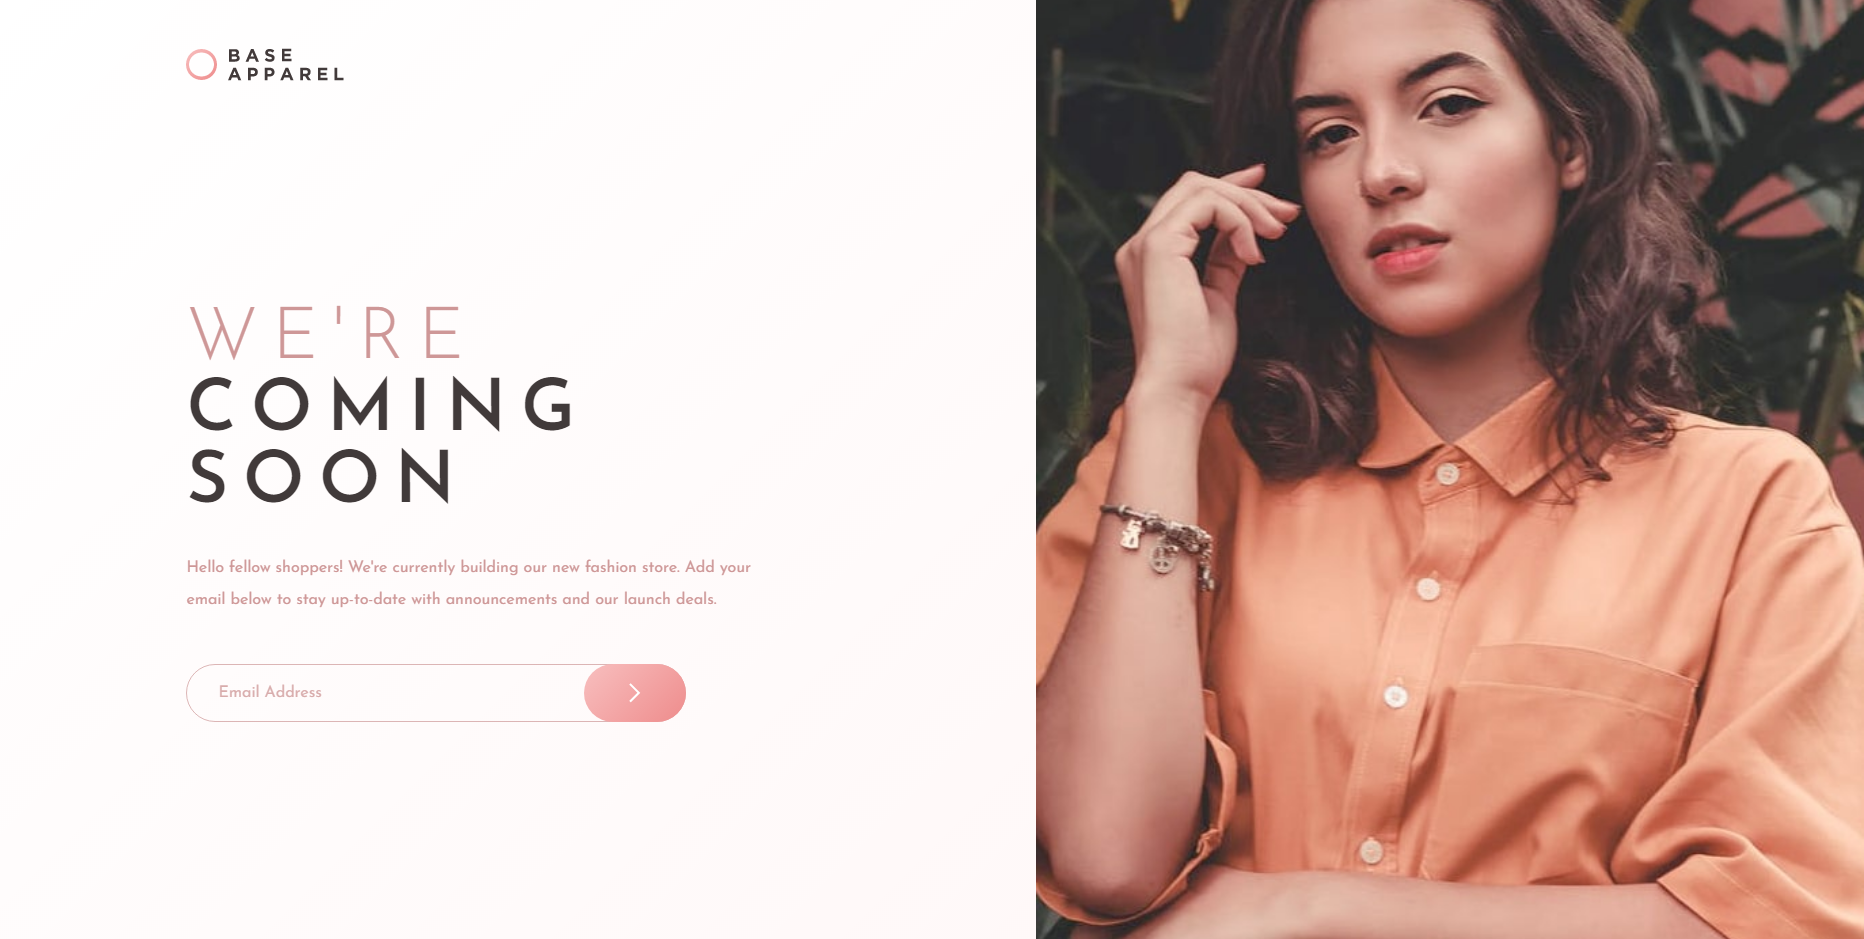 BASE
APPAREL
WE'RE
COMING
SOON
Hello fellow shoppers! We're currently building our new fashion store. Add your
email below to stay up-to-date with announcements and our launch deals.
Email Address